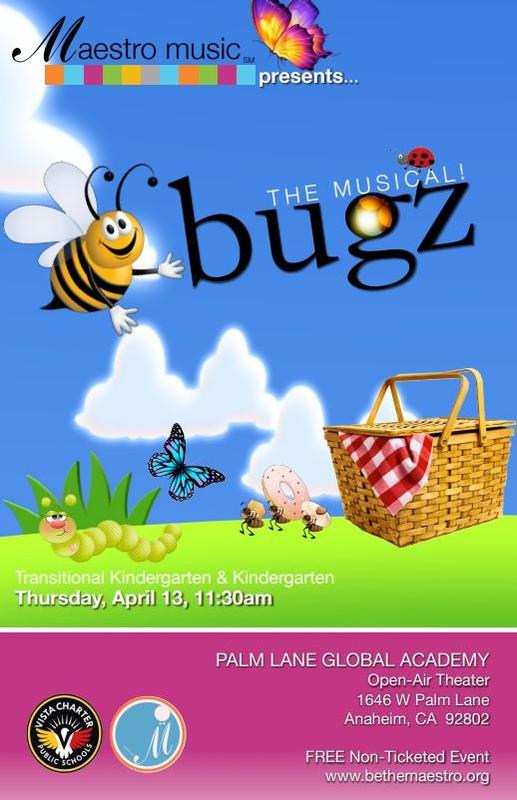 Maestro music SM
presents...
THE MUSICAL!
bugz
Transitional Kindergarten & Kindergarten
Thursday, April 13, 11:30am
PALM LANE GLOBAL ACADEMY
Open-Air Theater
1646 W Palm Lane
Anaheim, CA 92802
VISTA CHARTER
PUBLIC SCHOOLS
M
FREE Non-Ticketed Event
www.bethemaestro.org